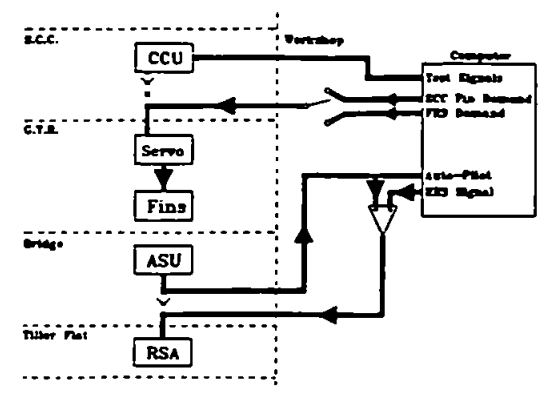 S.C.C.
Workshop
CCU
Computer
Test Signals
SCC Fin Demand
FRS Demand
G.T.R.
Servo
Auto-Pilot
RRS Signal
Fins
Bridge
ASU
Tiller Flat
RSA